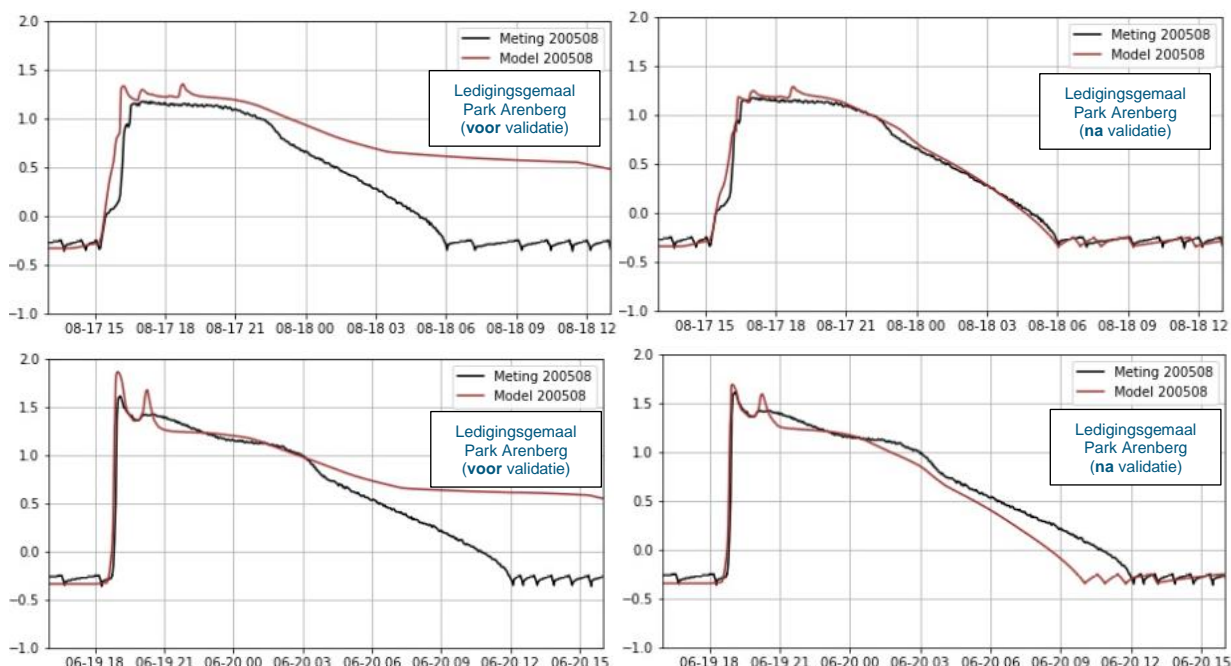 2.0
1.5
1.0
0.5
0.0
−0.5
−1.0
Meting 200508
Model 200508
Ledigingsgemaal
Park Arenberg
(voor validatie)
08-17 15 08-17 18 08-17 21 08-18 00 08-18 03 08-18 06 08-18 09 08-18 12
2.0
1.5
1.0
0.5
0.0
−0.5
−1.0
Meting 200508
Model 200508
Ledigingsgemaal
Park Arenberg
(na validatie)
08-17 15 08-17 18 08-17 21 08-18 00 08-18 03 08-18 06 08-18 09 08-18 12
2.0
1.5
1.0
0.5
0.0
−0.5
−1.0
Meting 200508
Model 200508
Ledigingsgemaal
Park Arenberg
(voor validatie)
06-19 18 06-19 21 06-20 00 06-20 03 06-20 06 06-20 09 06-20 12 06-20 15
2.0
1.5
1.0
0.5
0.0
−0.5
−1.0
Meting 200508
Model 200508
Ledigingsgemaal
Park Arenberg
(na validatie)
06-19 18 06-19 21 06-20 00 06-20 03 06-20 06 06-20 09 06-20 12